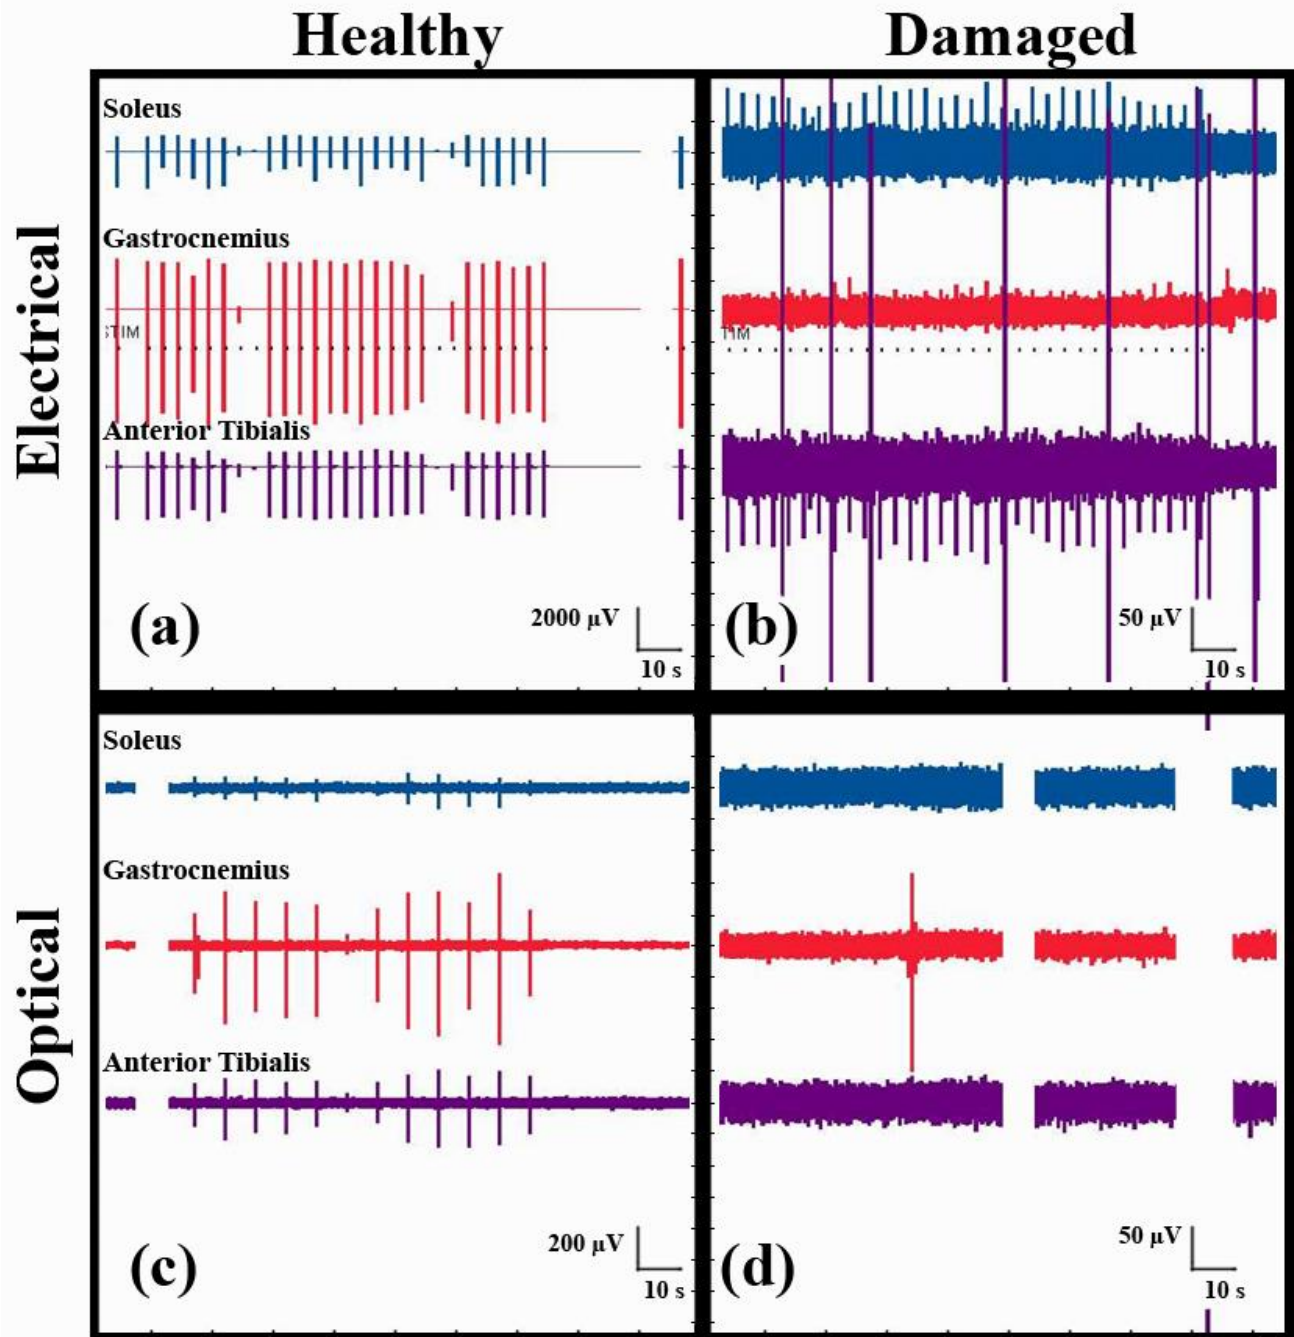 Healthy
Damaged
Electrical
Soleus
Gastrocnemius
STIM
Anterior Tibialis
(a)
2000 μV
10 s
TIM
(b)
50 μV
10 s
Optical
Soleus
Gastrocnemius
Anterior Tibialis
(c)
200 μV
10 s
(d)
50 μV
10 s